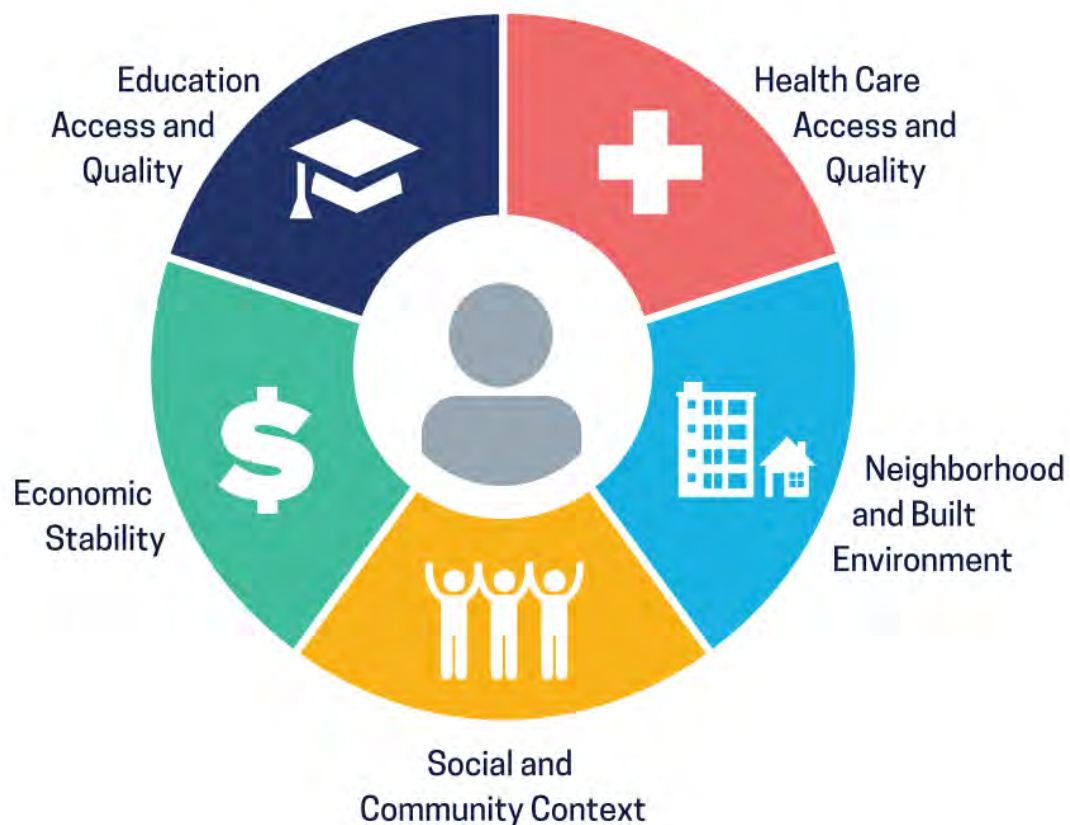 Education
Access and
Quality
Health Care
Access and
Quality
Economic
Stability
Neighborhood
and Built
Environment
Social and
Community Context